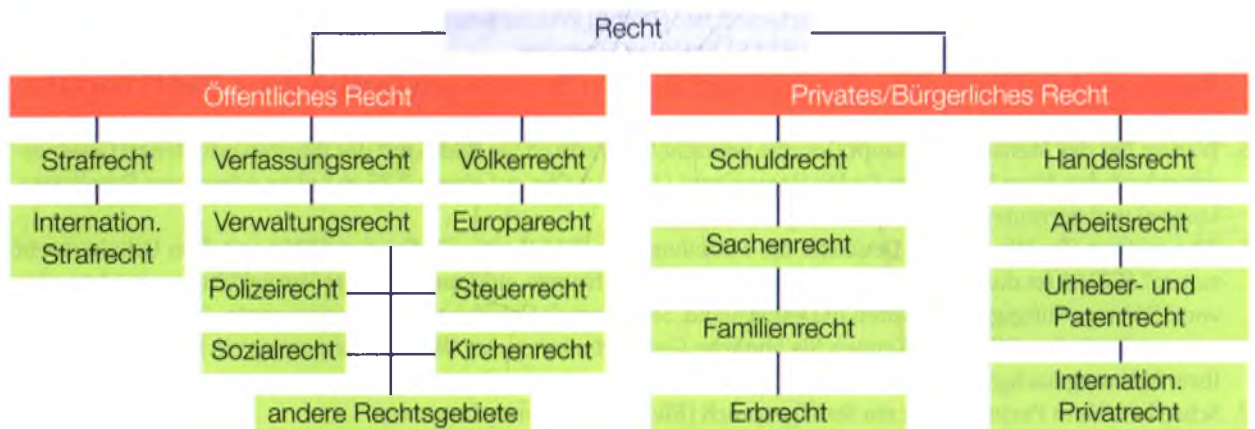 Recht
Öffentliches Recht
Privates/Bürgerliches Recht
Strafrecht
Verfassungsrecht
Völkerrecht
Schuldrecht
Handelsrecht
Internation.
Strafrecht
Verwaltungsrecht
Europarecht
Sachenrecht
Arbeitsrecht
Polizeirecht
Steuerrecht
Familienrecht
Urheber- und
Patentrecht
Sozialrecht
Kirchenrecht
andere Rechtsgebiete
Erbrecht
Internation.
Privatrecht